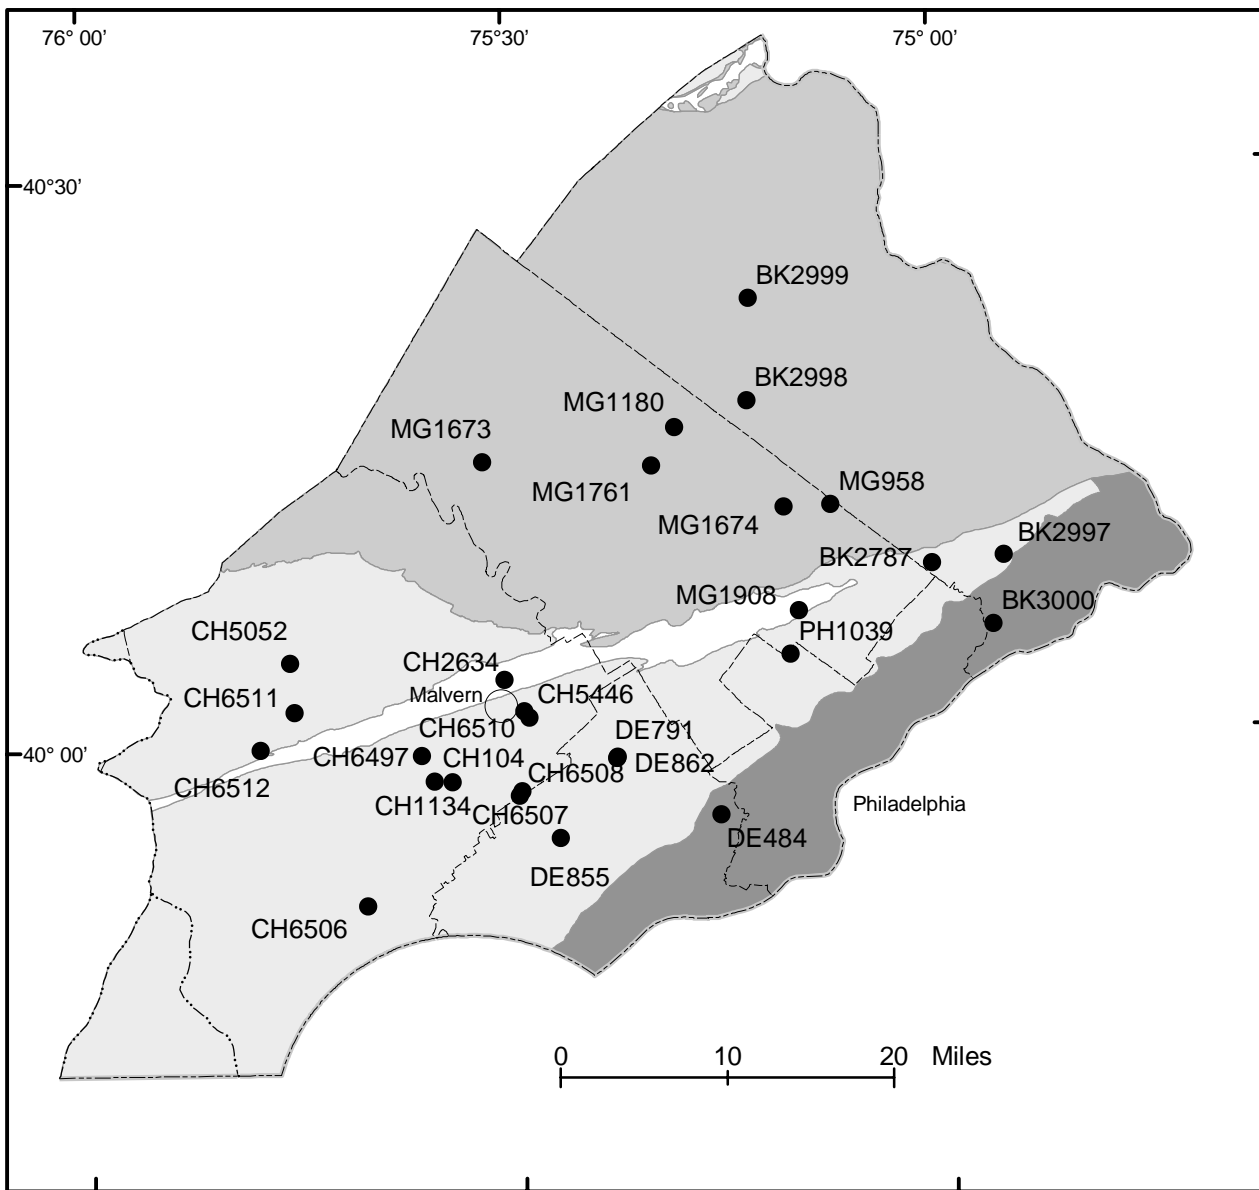 76° 00’
75°30’
75° 00’
40°30’
BK2999
BK2998
MG1180
MG1673
MG958
MG1761
MG1674
BK2997
BK2787
MG1908
BK3000
PH1039
CH5052
CH2634
CH6511
Malvern
CH5446
CH6510
DE791
40° 00’
CH6497
CH104
DE862
CH6508
CH6512
CH1134
CH6507
Philadelphia
DE484
DE855
CH6506
0 10 20 Miles